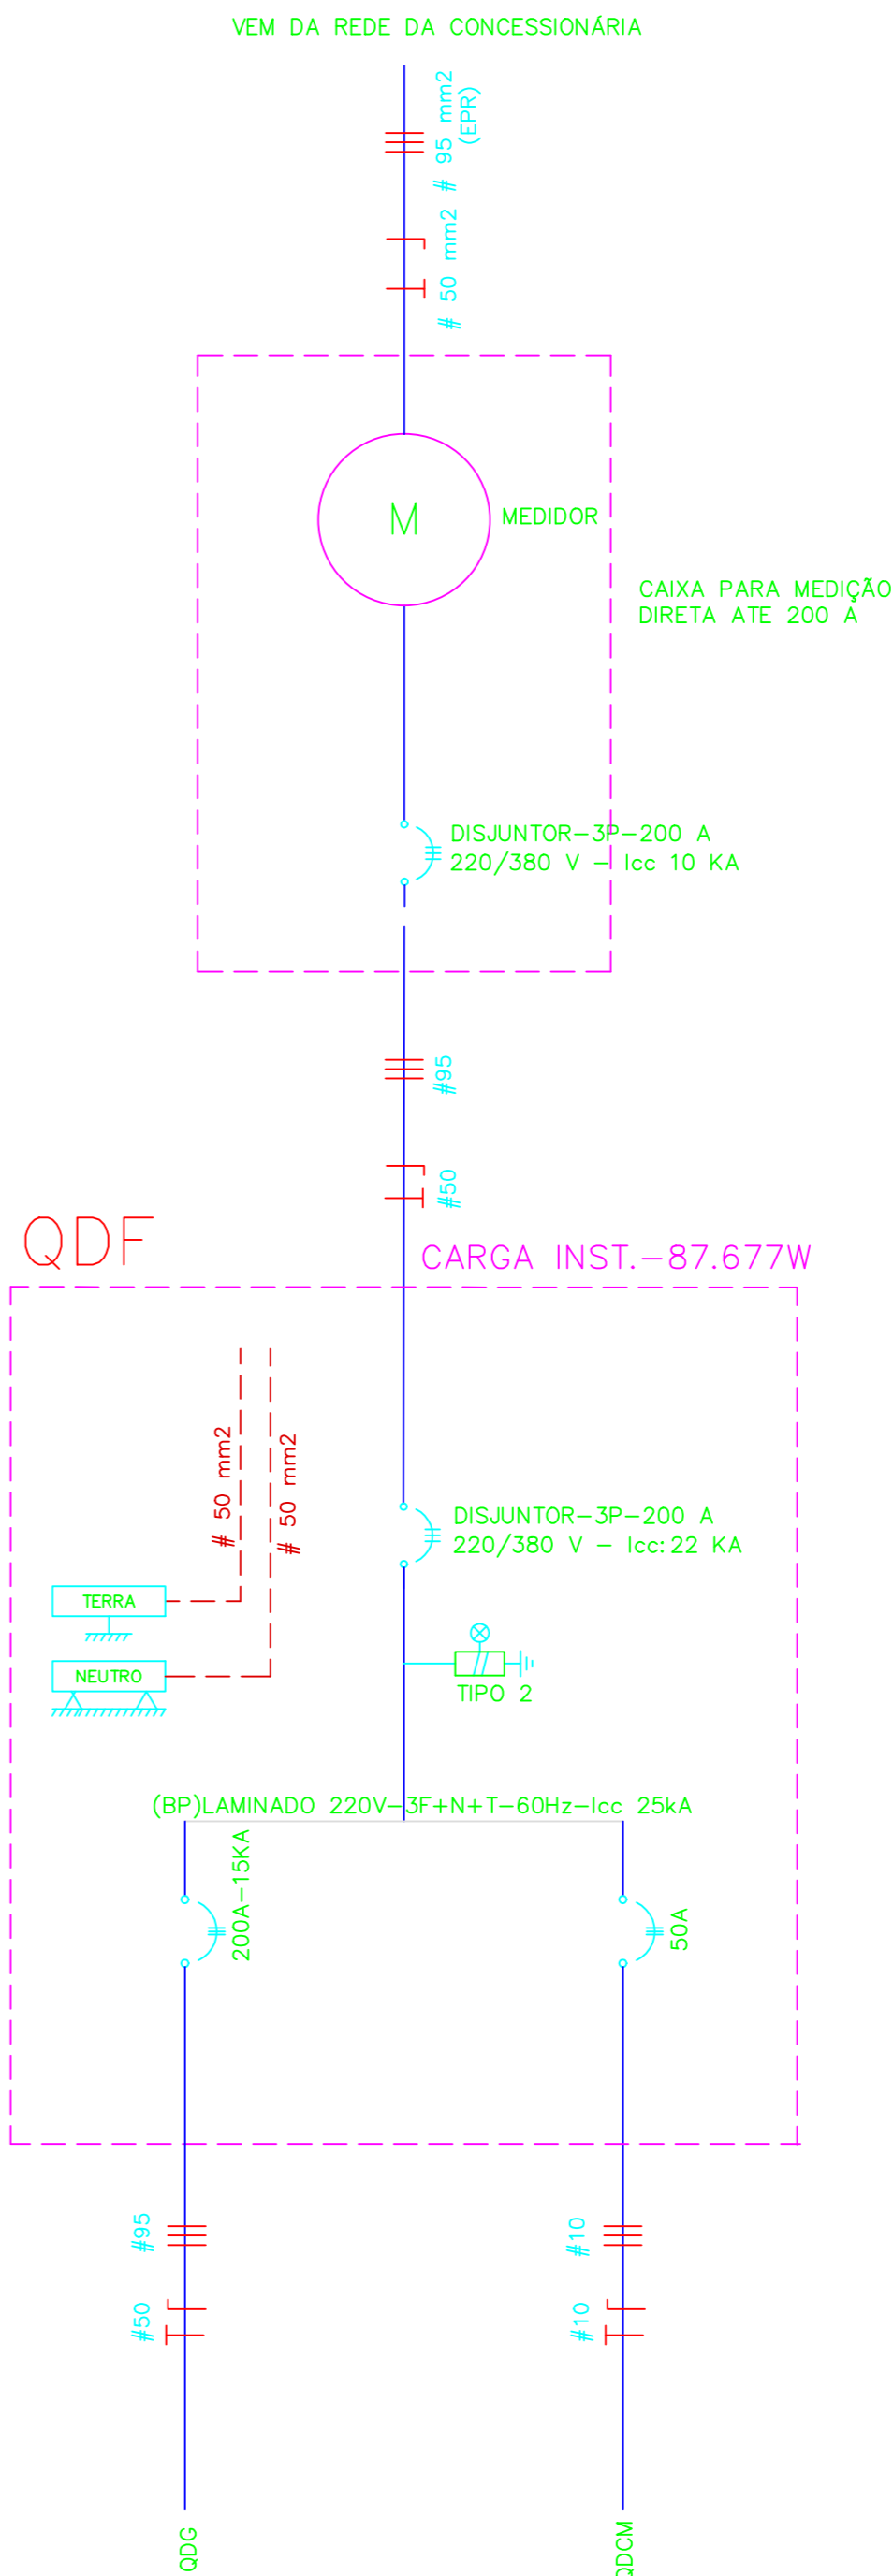 VEM DA REDE DA CONCESSIONÁRIA
# 95 mm2
(EPR)
# 50 mm2
M
MEDIDOR
CAIXA PARA MEDIÇÃO
DIRETA ATE 200 A
DISJUNTOR-3P-200 A
220/380 V - Icc 10 KA
#95
#50
QDF
CARGA INST.-87.677W
# 50 mm2
# 50 mm2
DISJUNTOR-3P-200 A
220/380 V - Icc: 22 KA
TERRA
NEUTRO
TIPO 2
(BP)LAMINADO 220V-3F+N+T-60Hz-Icc 25kA
200A-15KA
50A
#95
#10
#50
#10
QDG
QDCM